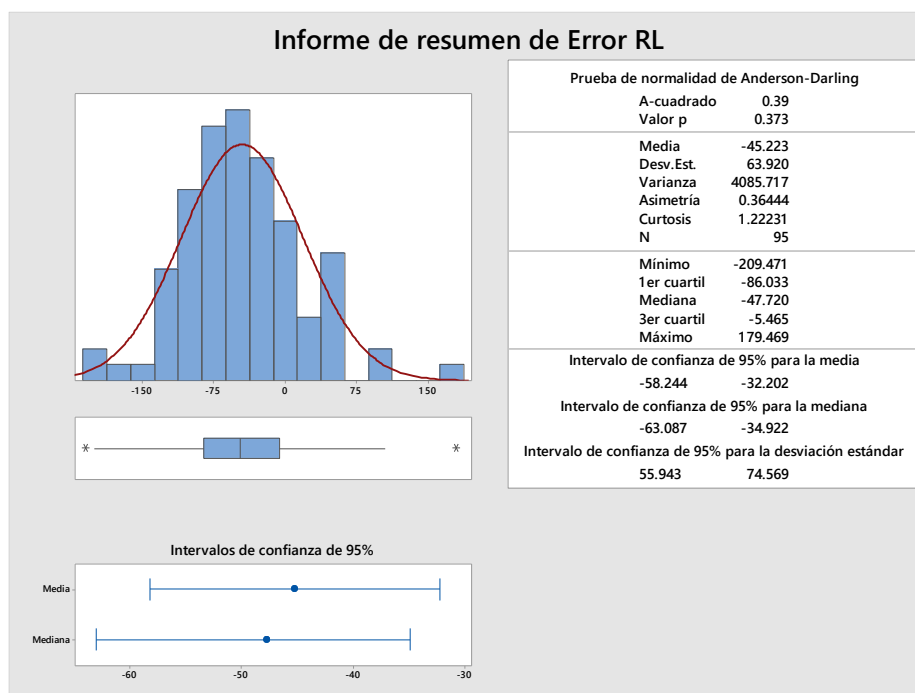 Informe de resumen de Error RL
-150 -75 0 75 150
* *
Intervalos de confianza de 95%
Media
Mediana
-60 -50 -40 -30
Prueba de normalidad de Anderson-Darling
A-cuadrado 0.39
Valor p 0.373
Media -45.223
Desv.Est. 63.920
Varianza 4085.717
Asimetría 0.36444
Curtosis 1.22231
N 95
Mínimo -209.471
1er cuartil -86.033
Mediana -47.720
3er cuartil -5.465
Máximo 179.469
Intervalo de confianza de 95% para la media
-58.244 -32.202
Intervalo de confianza de 95% para la mediana
-63.087 -34.922
Intervalo de confianza de 95% para la desviación estándar
55.943 74.569